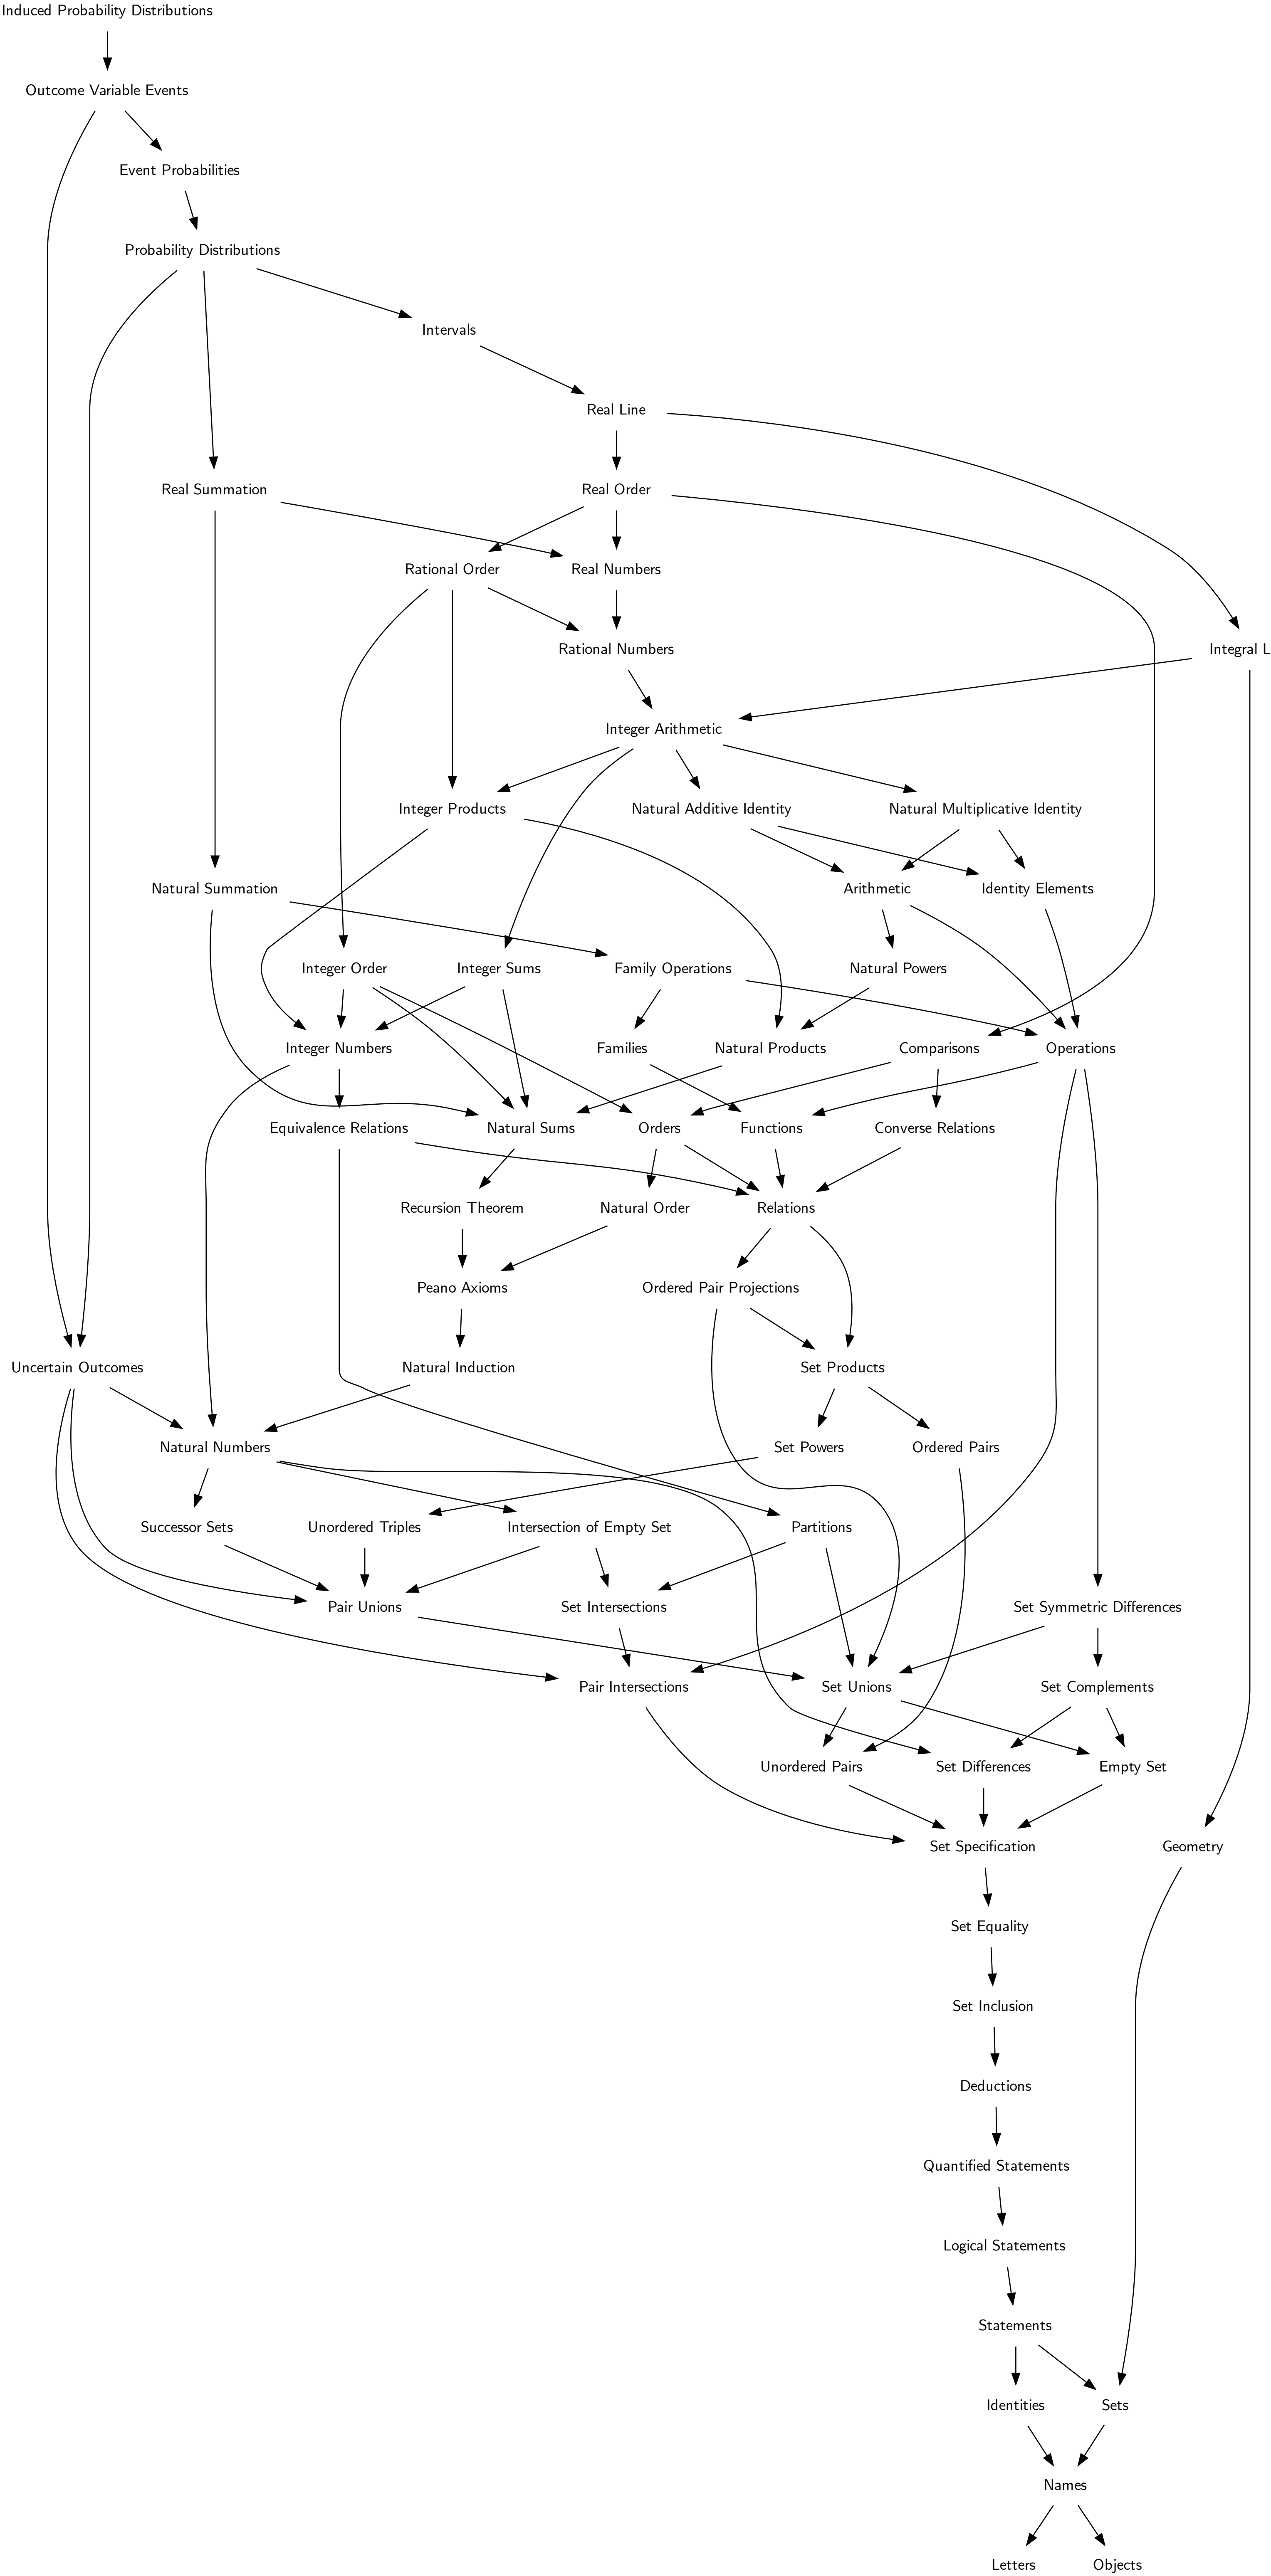 Induced Probability Distributions
Outcome Variable Events
Event Probabilities
Probability Distributions
Intervals
Real Line
Real Summation
Real Order
Rational Order
Real Numbers
Rational Numbers
Integral L
Integer Arithmetic
Integer Products
Natural Additive Identity
Natural Multiplicative Identity
Natural Summation
Arithmetic
Identity Elements
Integer Order
Integer Sums
Family Operations
Natural Powers
Integer Numbers
Families
Natural Products
Comparisons
Operations
Equivalence Relations
Natural Sums
Orders
Functions
Converse Relations
Recursion Theorem
Natural Order
Relations
Peano Axioms
Ordered Pair Projections
Uncertain Outcomes
Natural Induction
Set Products
Natural Numbers
Set Powers
Ordered Pairs
Successor Sets
Unordered Triples
Intersection of Empty Set
Partitions
Pair Unions
Set Intersections
Set Symmetric Differences
Pair Intersections
Set Unions
Set Complements
Unordered Pairs
Set Differences
Empty Set
Set Specification
Geometry
Set Equality
Set Inclusion
Deductions
Quantified Statements
Logical Statements
Statements
Identities
Sets
Names
Letters
Objects